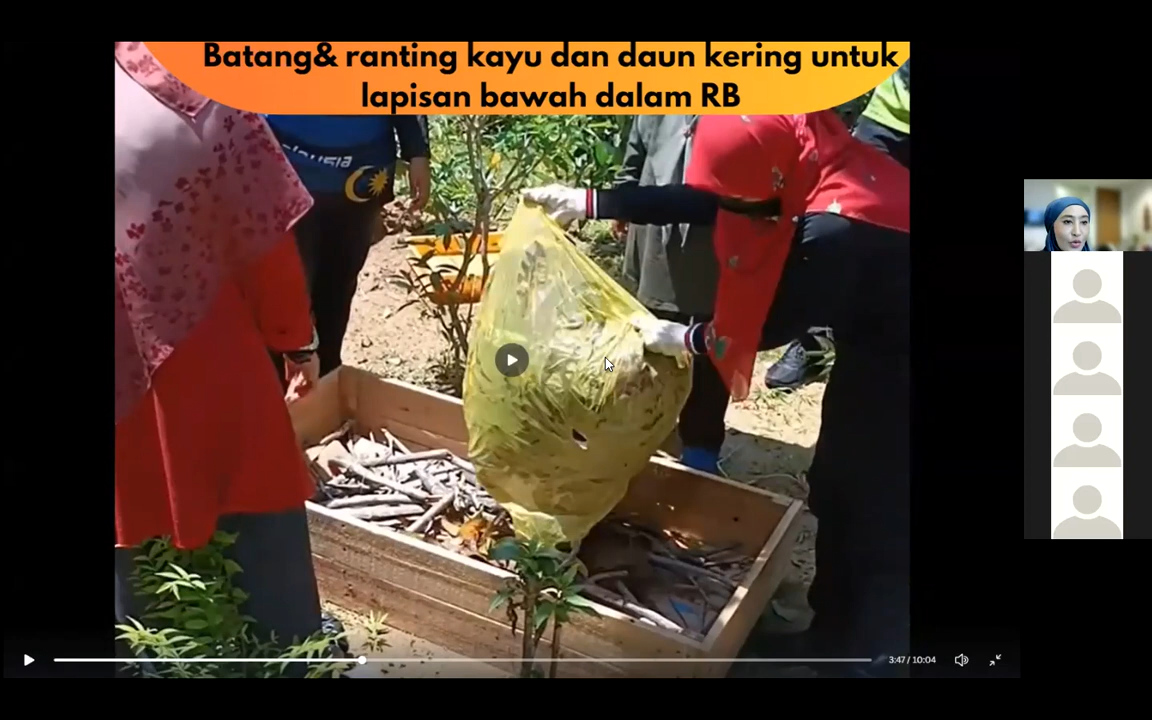 Batang& ranting kayu dan daun kering untuk
lapisan bawah dalam RB
3:47 / 10:04